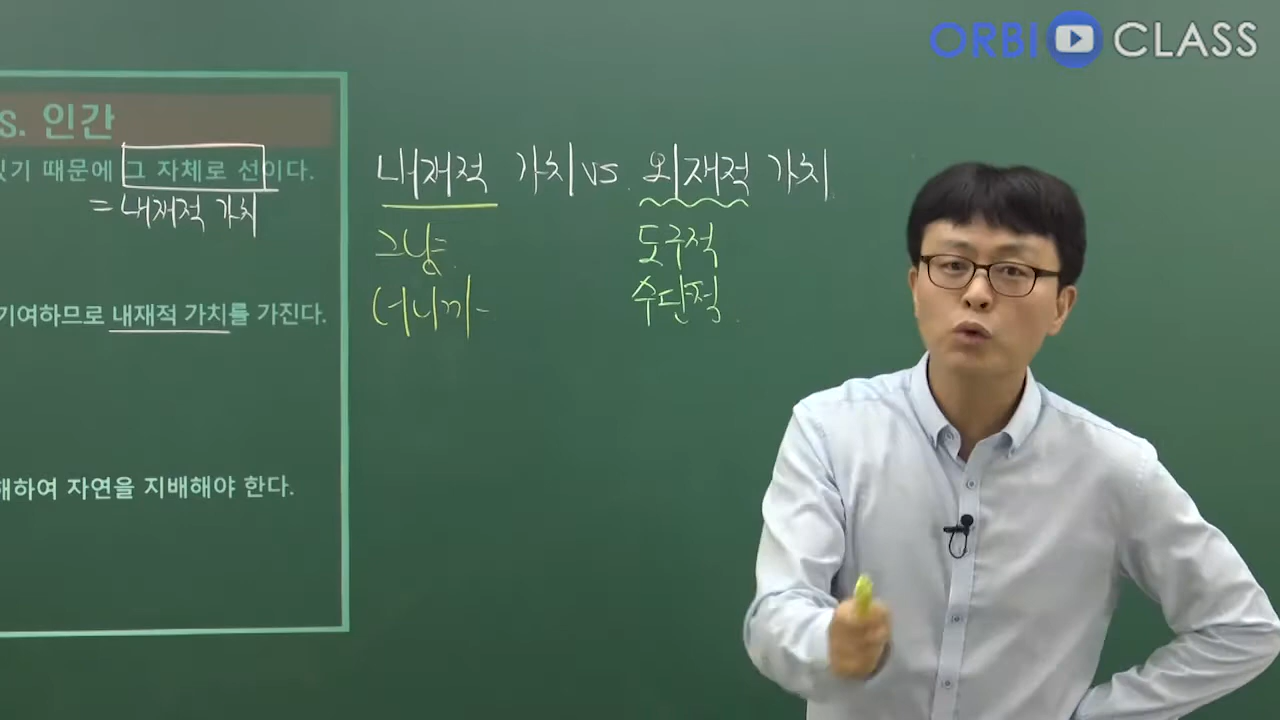 ORBI CLASS
s. 인간
있기 때문에 그 자체로 선이다.
= 내재적 가치
기여하므로 내재적 가치를 가진다.
해하여 자연을 지배해야 한다.
내재적 가치 vs. 외재적 가치
그냥 도구적
너니까 수단적